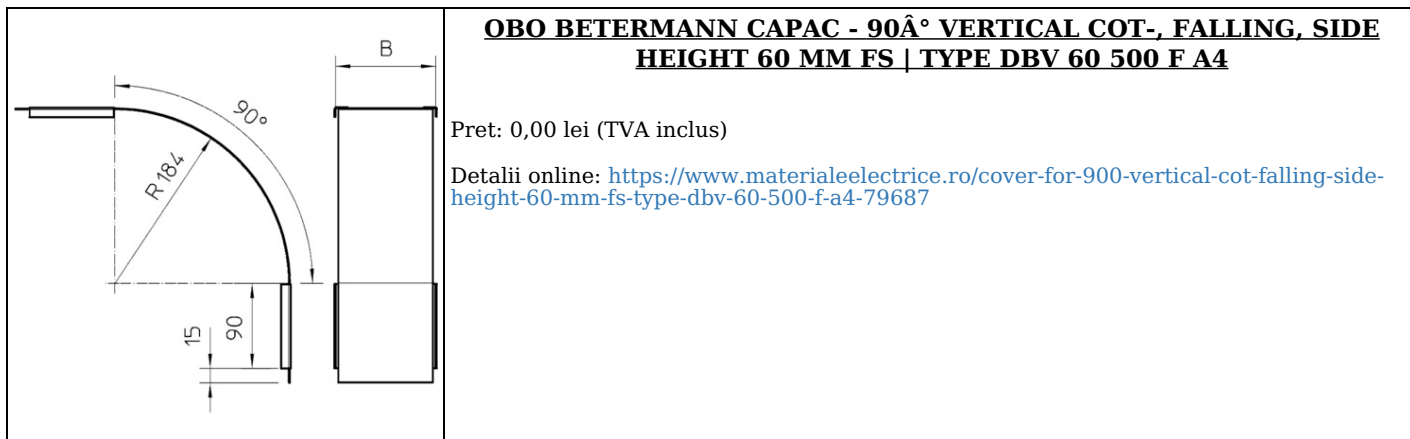 B
90°
R 184
90
15
OBO BETERMANN CAPAC - 90Â° VERTICAL COT-, FALLING, SIDE
HEIGHT 60 MM FS | TYPE DBV 60 500 F A4
Pret: 0,00 lei (TVA inclus)
Detalii online: https://www.materialeelectrice.ro/cover-for-900-vertical-cot-falling-side-
height-60-mm-fs-type-dbv-60-500-f-a4-79687